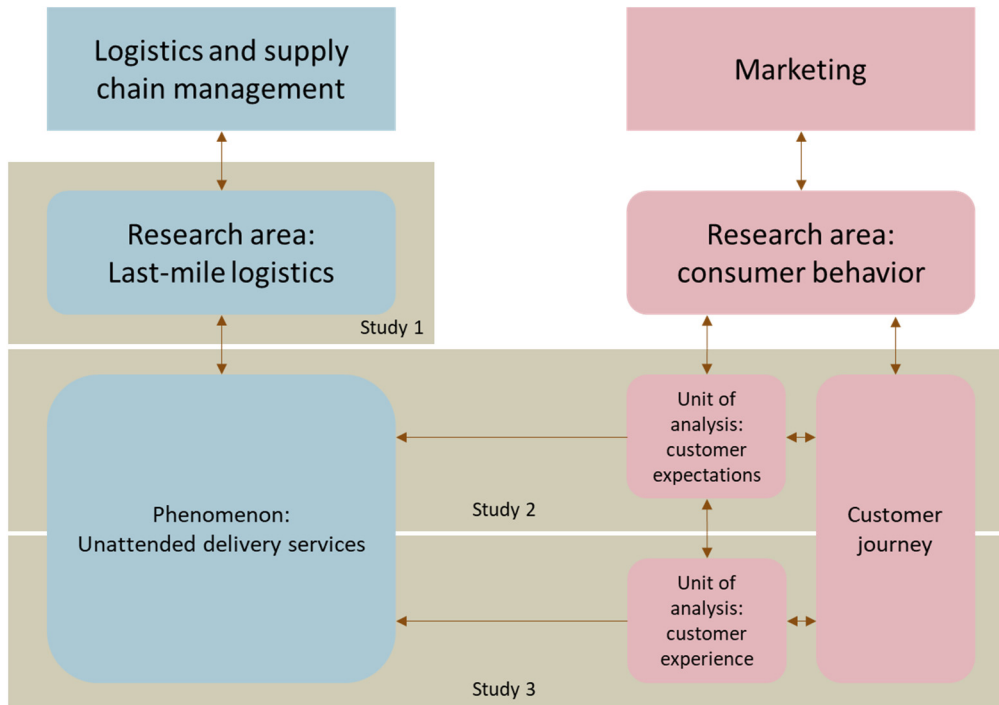 Logistics and supply
chain management
Marketing
Research area:
Last-mile logistics
Research area:
consumer behavior
Study 1
Unit of
analysis:
customer
expectations
Phenomenon:
Unattended delivery services
Customer
journey
Study 2
Unit of
analysis:
customer
experience
Study 3